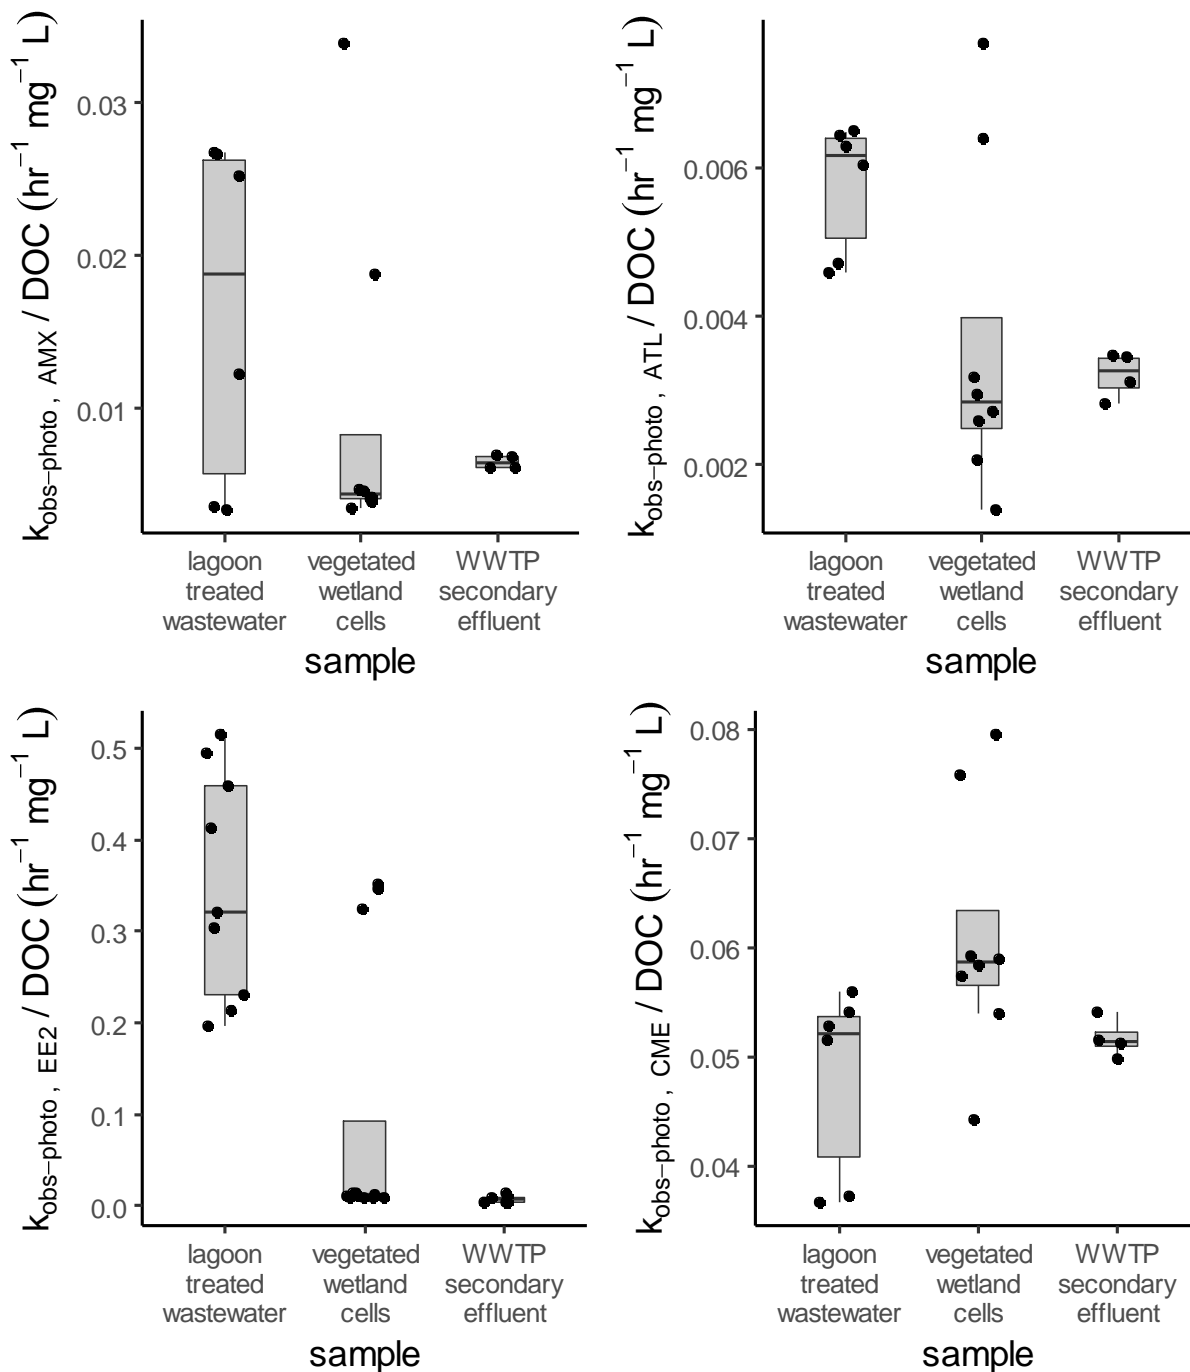 k_obs−photo, AMX / DOC (hr⁻¹ mg⁻¹ L)
0.03
0.02
0.01
lagoon treated wastewater
vegetated wetland cells
WWTP secondary effluent
sample
k_obs−photo, ATL / DOC (hr⁻¹ mg⁻¹ L)
0.006
0.004
0.002
lagoon treated wastewater
vegetated wetland cells
WWTP secondary effluent
sample
k_obs−photo, EE2 / DOC (hr⁻¹ mg⁻¹ L)
0.5
0.4
0.3
0.2
0.1
0.0
lagoon treated wastewater
vegetated wetland cells
WWTP secondary effluent
sample
k_obs−photo, CME / DOC (hr⁻¹ mg⁻¹ L)
0.08
0.07
0.06
0.05
0.04
lagoon treated wastewater
vegetated wetland cells
WWTP secondary effluent
sample